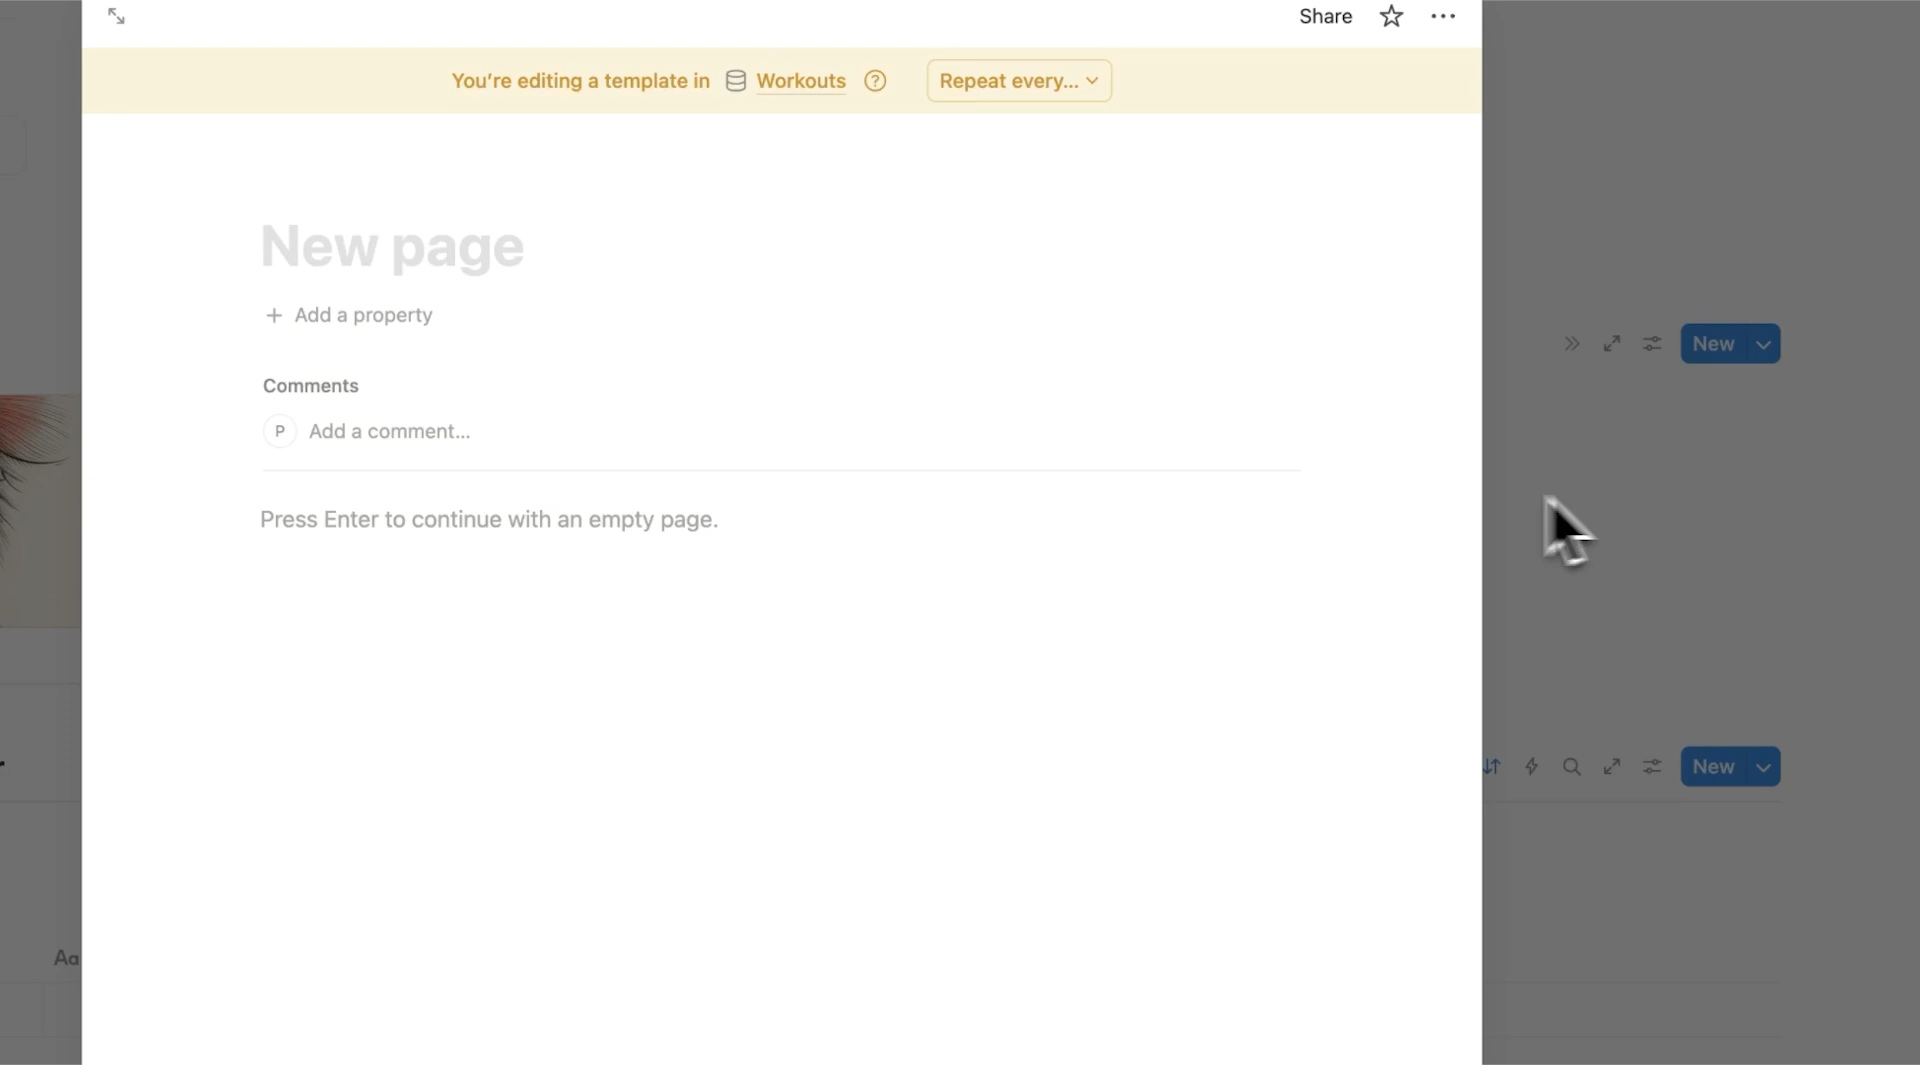 Share
You're editing a template in Workouts Repeat every...
New page
Add a property
New
Comments
P Add a comment...
Press Enter to continue with an empty page.
New
Aa